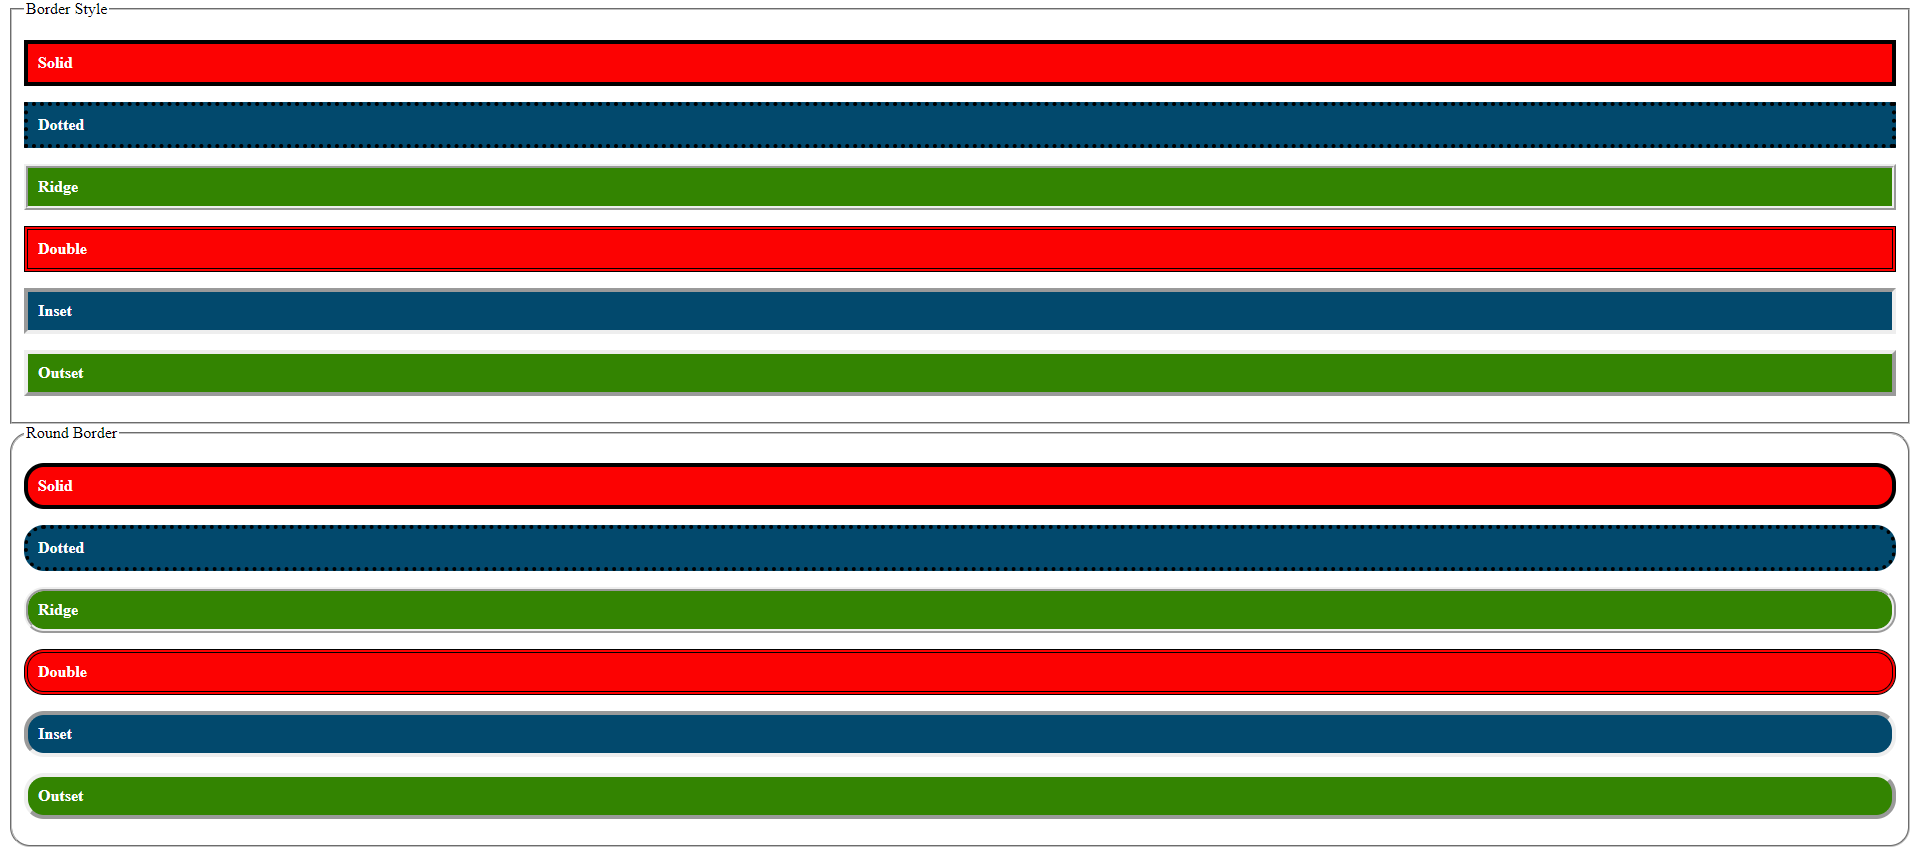 Border Style
Solid
Dotted
Ridge
Double
Inset
Outset
Round Border
Solid
Dotted
Ridge
Double
Inset
Outset